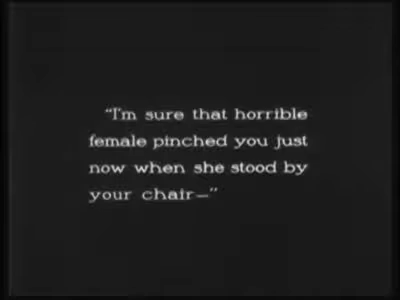 "I'm sure that horrible
female pinched you just
now when she stood by
your chair—"